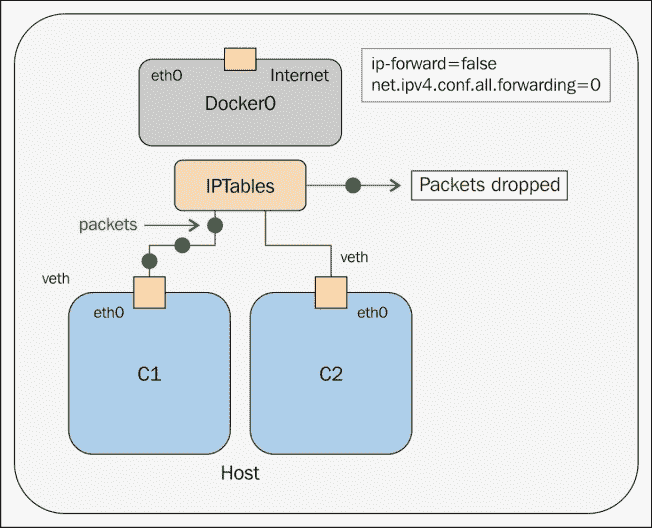 ip-forward=false
net.ipv4.conf.all.forwarding=0
eth0
Internet
Docker0
IPTables
Packets dropped
packets
veth
veth
eth0
eth0
C1
C2
Host